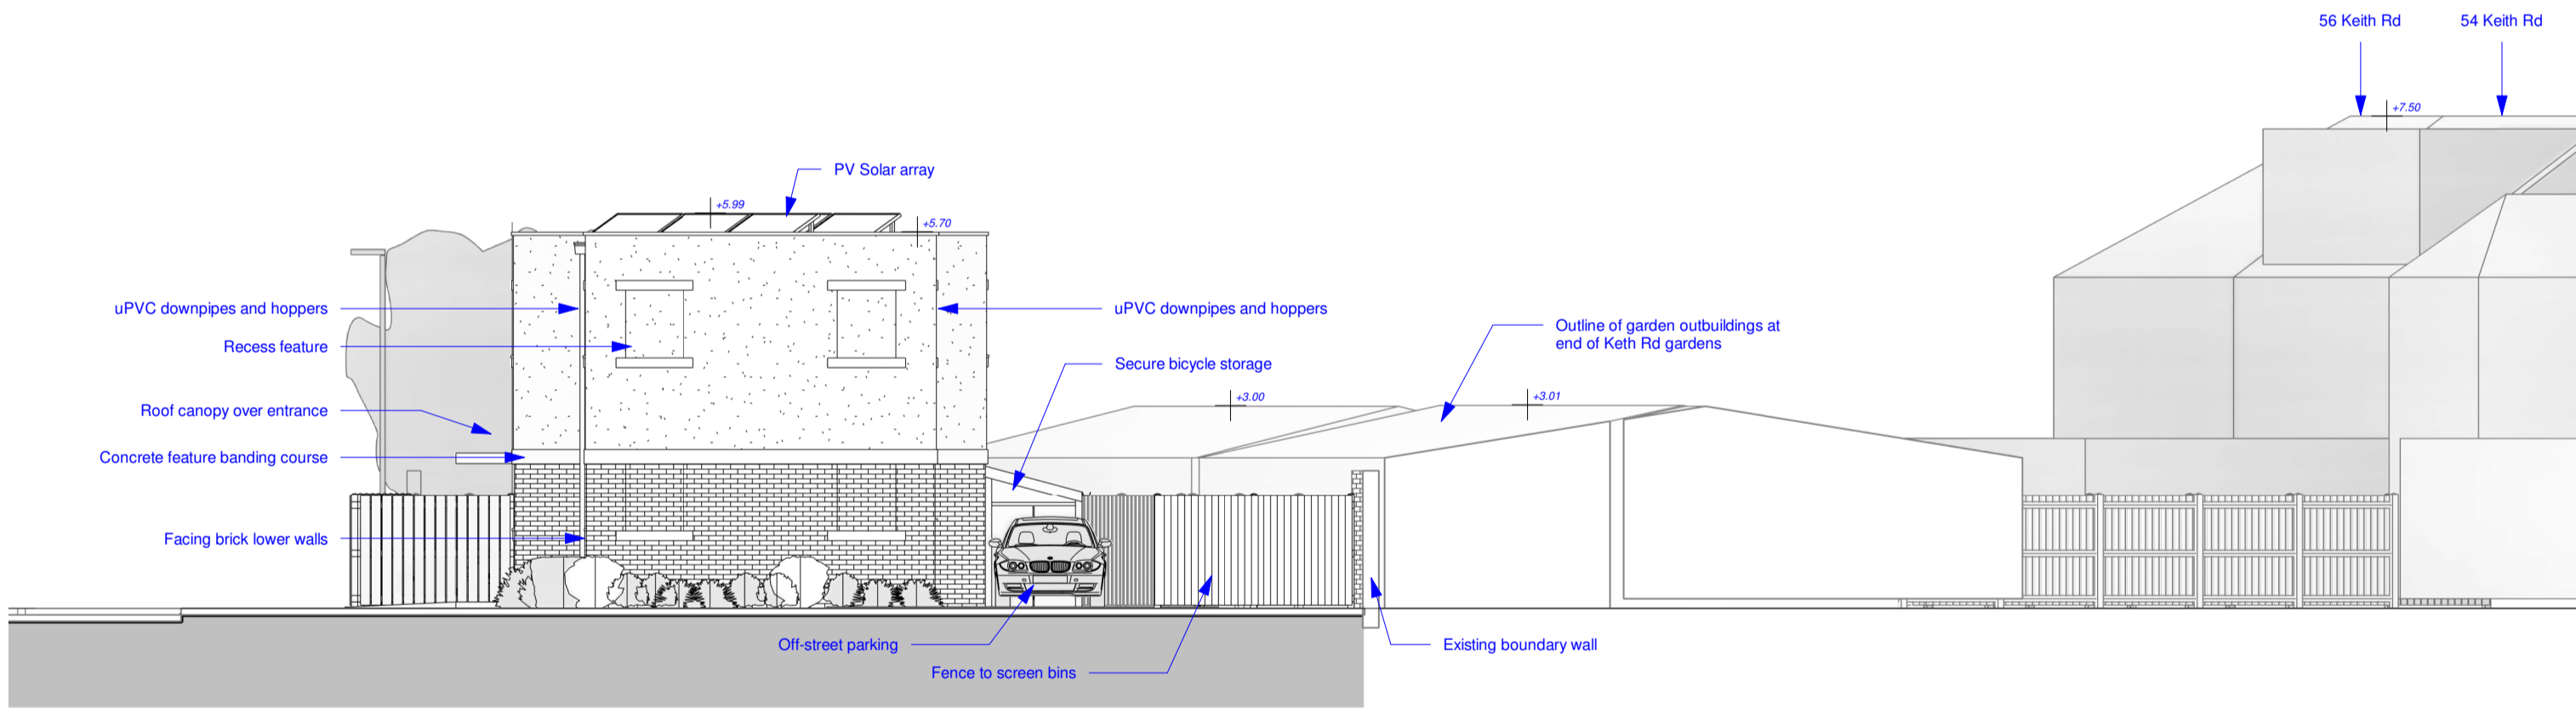 56 Keith Rd
54 Keith Rd
+7.50
PV Solar array
+5.99
+5.70
uPVC downpipes and hoppers
uPVC downpipes and hoppers
Recess feature
Outline of garden outbuildings at
end of Keth Rd gardens
Secure bicycle storage
+3.00
+3.01
Roof canopy over entrance
Concrete feature banding course
Facing brick lower walls
Off-street parking
Existing boundary wall
Fence to screen bins